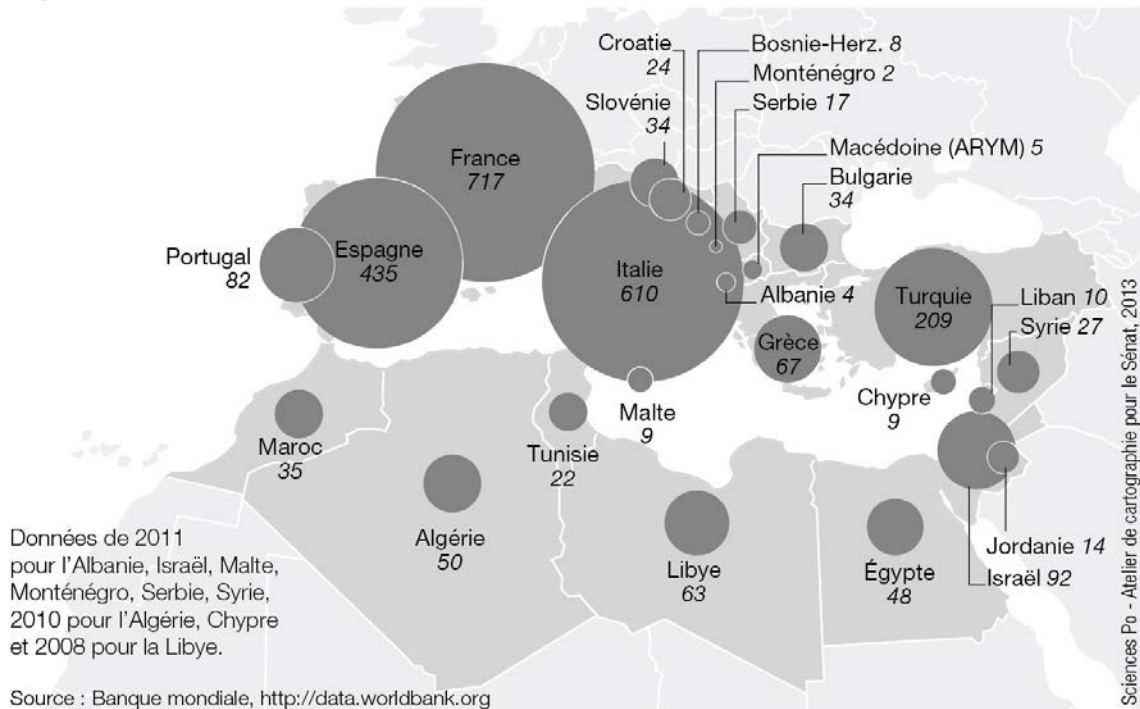 Croatie
24
Bosnie-Herz. 8
Monténégro 2
Serbie 17
Slovénie
34
Macédoine (ARYM) 5
Bulgarie
34
France
717
Portugal
82
Espagne
435
Italie
610
Albanie 4
Turquie
209
Liban 10
Syrie 27
Grèce
67
Malte
9
Chypre
9
Maroc
35
Tunisie
22
Algérie
50
Libye
63
Égypte
48
Jordanie 14
Israël 92
Données de 2011
pour l'Albanie, Israël, Malte,
Monténégro, Serbie, Syrie,
2010 pour l'Algérie, Chypre
et 2008 pour la Libye.
Source : Banque mondiale, http://data.worldbank.org
Sciences Po - Atelier de cartographie pour le Sénat, 2013